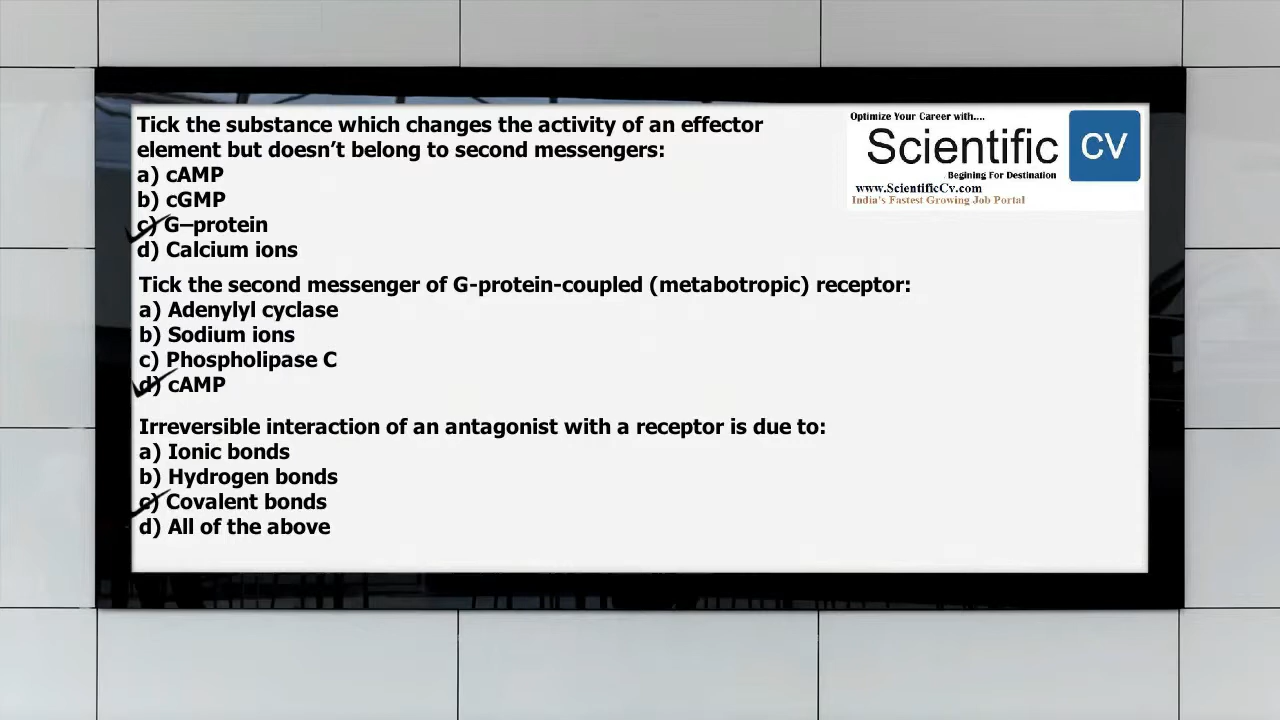 Tick the substance which changes the activity of an effector
element but doesn’t belong to second messengers:
a) cAMP
b) cGMP
c) G–protein
d) Calcium ions
Tick the second messenger of G-protein-coupled (metabotropic) receptor:
a) Adenylyl cyclase
b) Sodium ions
c) Phospholipase C
d) cAMP
Irreversible interaction of an antagonist with a receptor is due to:
a) Ionic bonds
b) Hydrogen bonds
c) Covalent bonds
d) All of the above
Optimize Your Career with....
Scientific CV
Begining For Destination
www.ScientificCv.com
India's Fastest Growing Job Portal